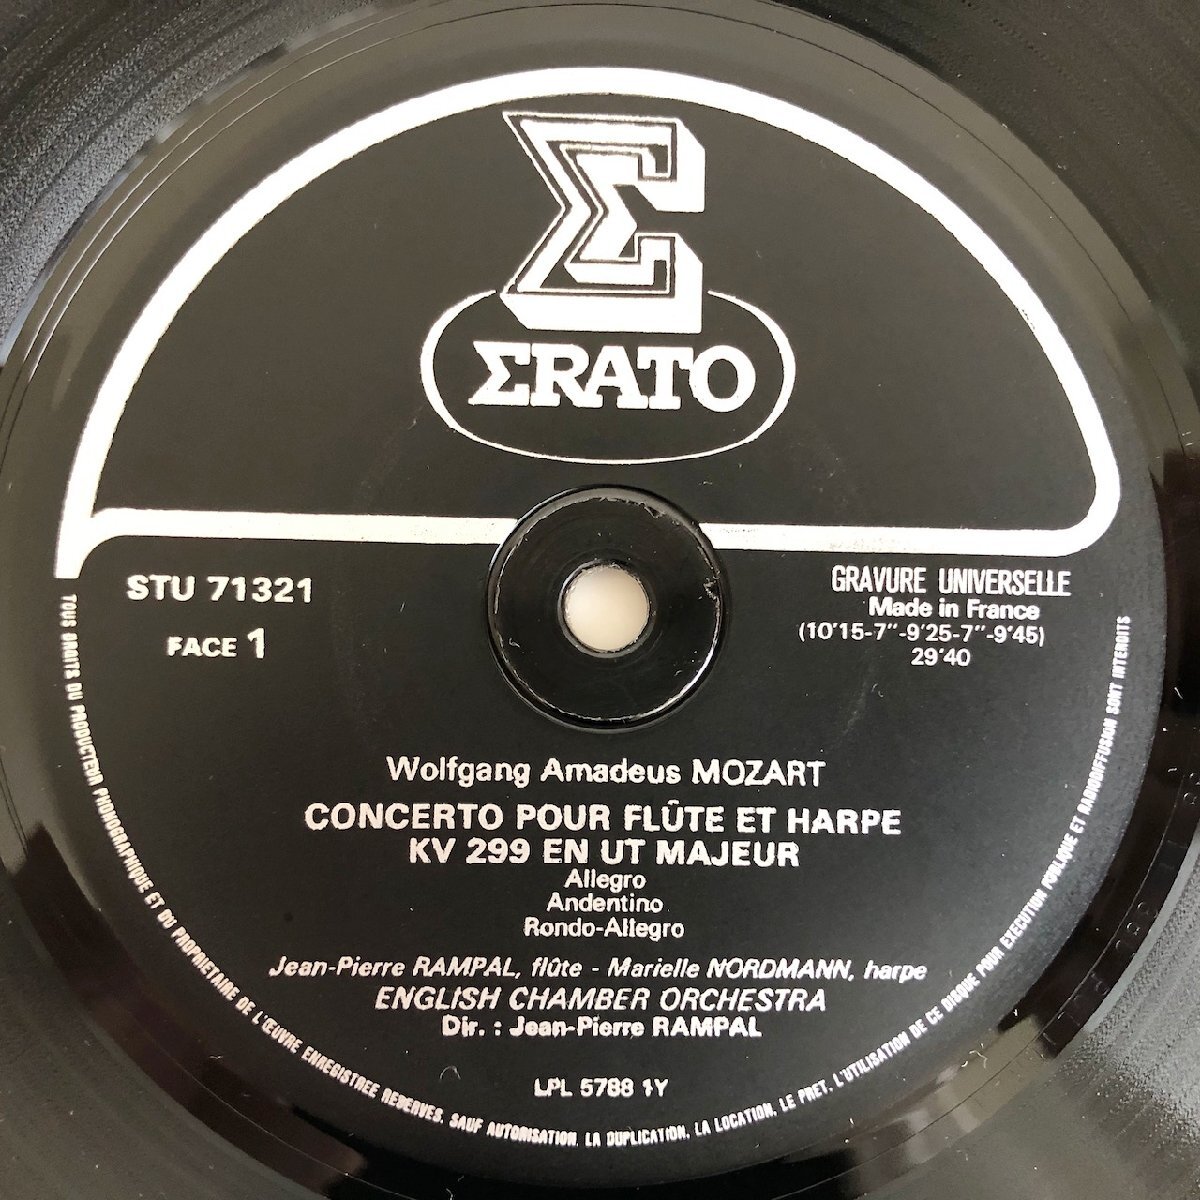 ΣRATO
STU 71321
FACE 1
GRAVURE UNIVERSELLE
Made in France
(10'15-7"-9'25-7"-9'45)
29'40
Wolfgang Amadeus MOZART
CONCERTO POUR FLÛTE ET HARPE
KV 299 EN UT MAJEUR
Allegro
Andentino
Rondo-Allegro
Jean-Pierre RAMPAL, flûte - Marielle NORDMANN, harpe
ENGLISH CHAMBER ORCHESTRA
Dir. : Jean-Pierre RAMPAL
LPL 5788 1Y
TOUS DROITS DU PRODUCTEUR PHONOGRAPHIQUE ET DU PROPRIETAIRE DE L'ŒUVRE ENREGISTREE RESERVES. SAUF AUTORISATION, LA DUPLICATION, LA LOCATION, LE PRET, L'UTILISATION DE CE DISQUE POUR EXECUTION PUBLIQUE ET RADIODIFFUSION SONT INTERDITS